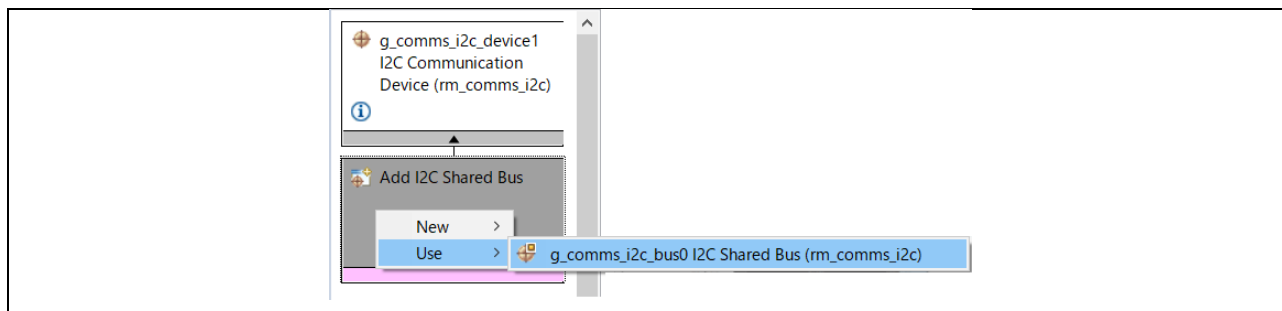 g_comms_i2c_device1
I2C Communication
Device (rm_comms_i2c)
Add I2C Shared Bus
New
Use
g_comms_i2c_bus0 I2C Shared Bus (rm_comms_i2c)